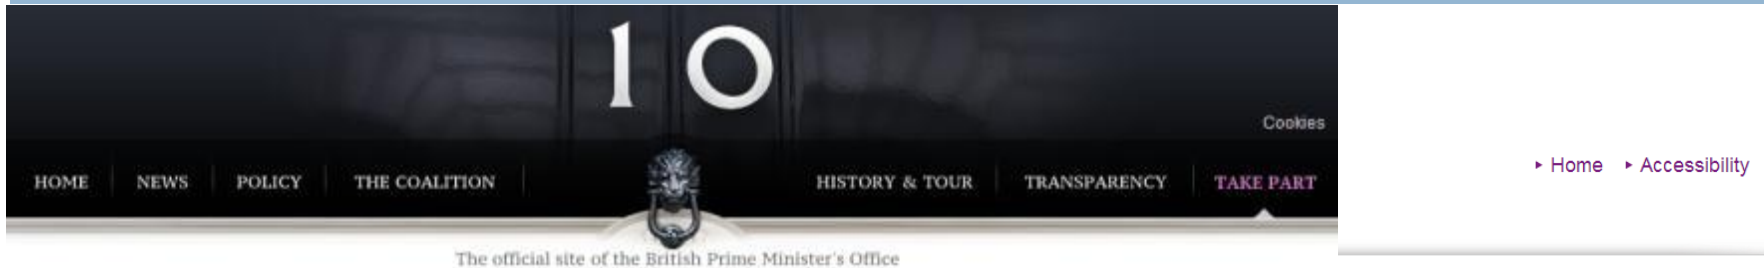 10
Cookies
HOME NEWS POLICY THE COALITION HISTORY & TOUR TRANSPARENCY TAKE PART
Home Accessibility
The official site of the British Prime Minister's Office